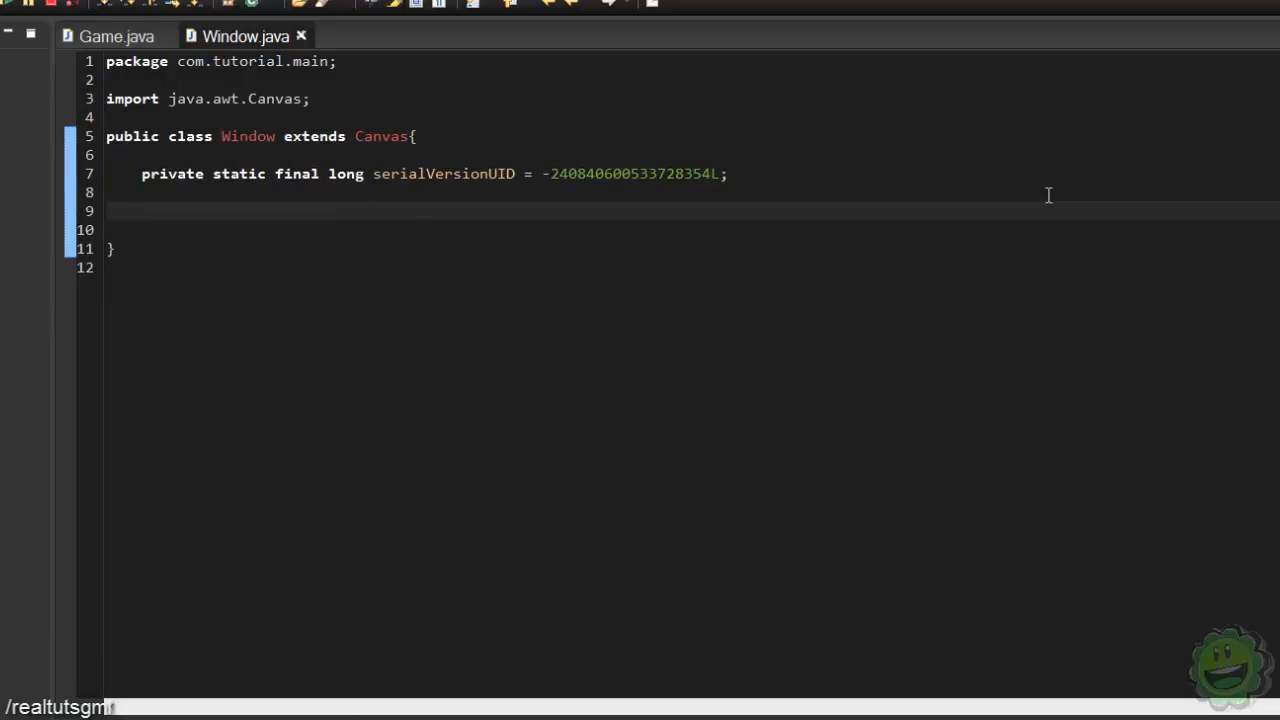 Game.java Window.java
1 package com.tutorial.main;
2
3 import java.awt.Canvas;
4
5 public class Window extends Canvas{
6
7 private static final long serialVersionUID = -240840600533728354L;
8
9
10
11 }
12
/realtutsgmr